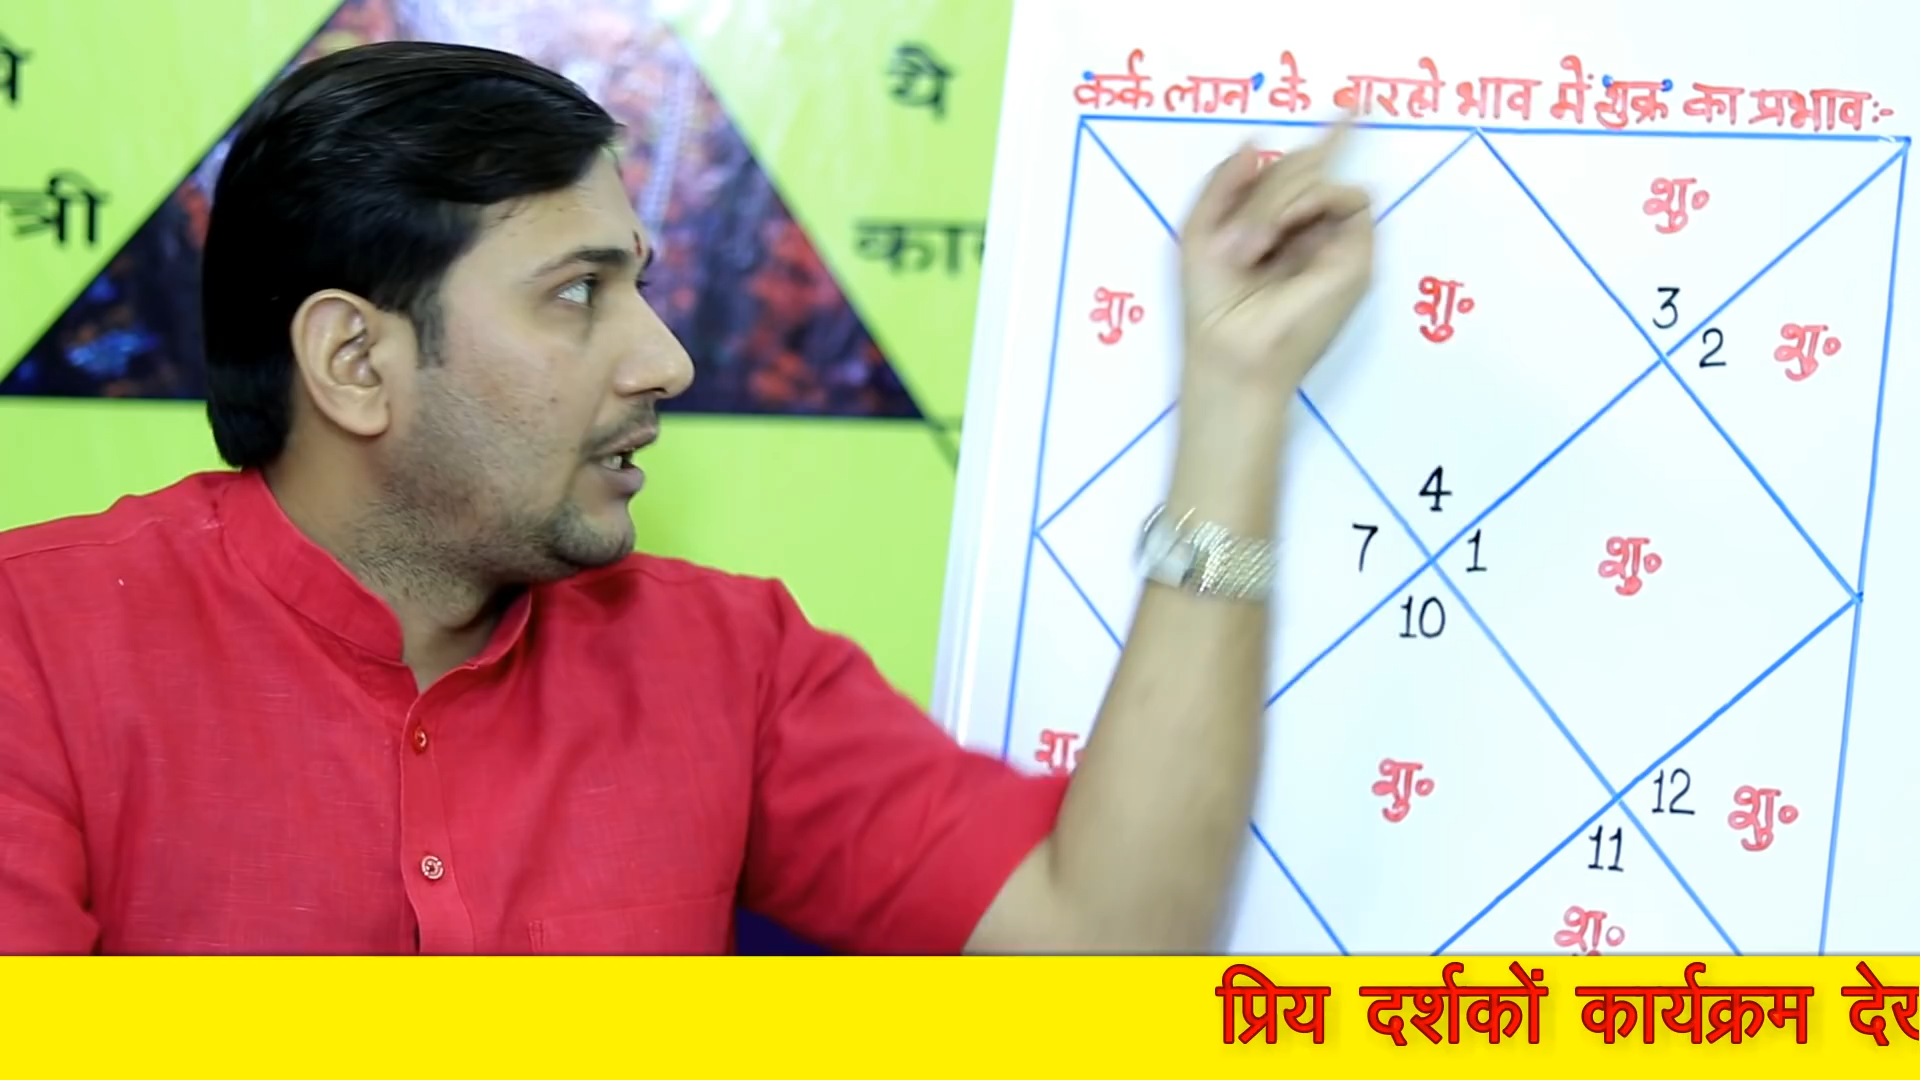 यै
त्री
कर्क लग्न के बारहो भाव में शुक्र का प्रभावः-
शु॰
शु॰
शु॰
3
2
शु॰
4
7
1
शु॰
10
शु॰
12
शु॰
11
शु॰
प्रिय दर्शकों कार्यक्रम